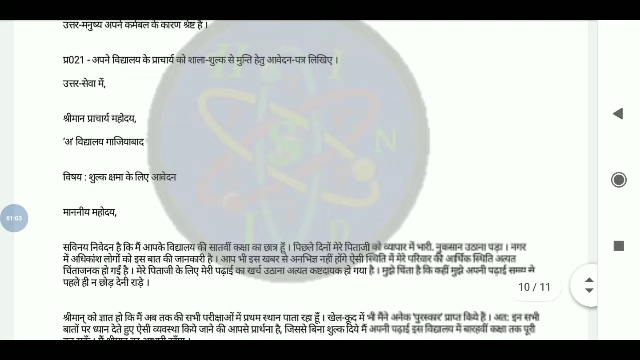 उत्तर-मनुष्य अपने कर्मबल के कारण श्रेष्ट है।
प्र021 - अपने विद्यालय के प्राचार्य को शाला-शुल्क से मुन्ति हेतु आवेदन-पत्र लिखिए ।
उत्तर-सेवा में,
श्रीमान प्राचार्य महोदय,
'अ' विद्यालय गाजियाबाद
विषय : शुल्क क्षमा के लिए आवेदन
माननीय महोदय,
सविनय निवेदन है कि मैं आपके विद्यालय की सातवीं कक्षा का छात्र हूँ । पिछले दिनों मेरे पिताजी को व्यापार में भारी. नुकसान उठाना पड़ा । नगर
में अधिकांश लोगों को इस बात की जानकारी है । आप भी इस खबर से अनभिज्ञ नहीं होंगे ऐसी स्थिति में मेरे परिवार की आर्थिक स्थिति अत्यत
चिंताजनक हो गई है । मेरे पिताजी के लिए मेरी पढ़ाई का खर्च उठाना अत्यत कष्टदायक हो गया है । मुझे चिंता है कि कहीं मुझे अपनी पढ़ाई समय से
पहले ही न छोड़ देनी राड़े ।
10 / 11
श्रीमानू को ज्ञात हो कि मैं अब तक की सभी परीक्षाओं में प्रथम स्थान पाता रहा हूँ । खेल-कूद में भी मैंने अनेक 'पुरस्कार' प्राप्त किये हैं । अत: इन सभी
बातों पर ध्यान देते हुए ऐसी व्यवस्था किये जाने की आपसे प्रार्थना है, जिससे बिना शुल्क दिये मैं अपनी पढ़ाई इस विद्यालय में बारहवीं कक्षा तक पूरी
01:03